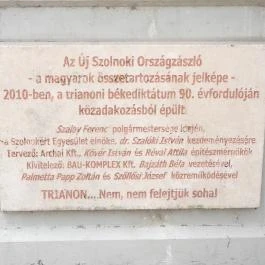 Az Új Szolnoki Országzászló
- a magyarok összetartozásának jelképe -
2010-ben, a trianoni békediktátum 90. évfordulóján
közadakozásból épült.
Szalay Ferenc polgármestersége idején,
a Szolnokért Egyesület elnöke, dr. Szalóki István kezdeményezésére.
Tervező: Archoi Kft., Kövér István és Révai Attila építészmérnökök
Kivitelező: BAU-KOMPLEX Kft. Bajzáth Béla vezetésével,
Palmetta Papp Zoltán és Szöllősi József közreműködésével
TRIANON....Nem, nem felejtjük soha!